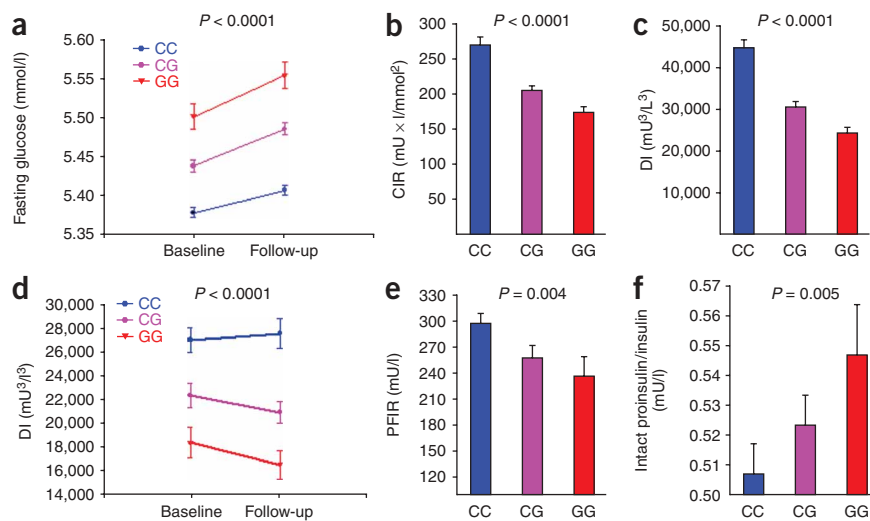 a
P < 0.0001
CC
CG
GG
Fasting glucose (mmol/l)
5.60
5.55
5.50
5.45
5.40
5.35
Baseline Follow-up
b
P < 0.0001
CIR (mU × l/mmol²)
300
250
200
150
100
50
CC CG GG
c
P < 0.0001
DI (mU³/L³)
50,000
40,000
30,000
20,000
10,000
CC CG GG
d
P < 0.0001
CC
CG
GG
DI (mU³/l³)
30,000
28,000
26,000
24,000
22,000
20,000
18,000
16,000
14,000
Baseline Follow-up
e
P = 0.004
PFIR (mU/l)
300
270
240
210
180
150
120
CC CG GG
f
P = 0.005
Intact proinsulin/insulin
(mU/l)
0.57
0.56
0.55
0.54
0.53
0.52
0.51
0.50
CC CG GG